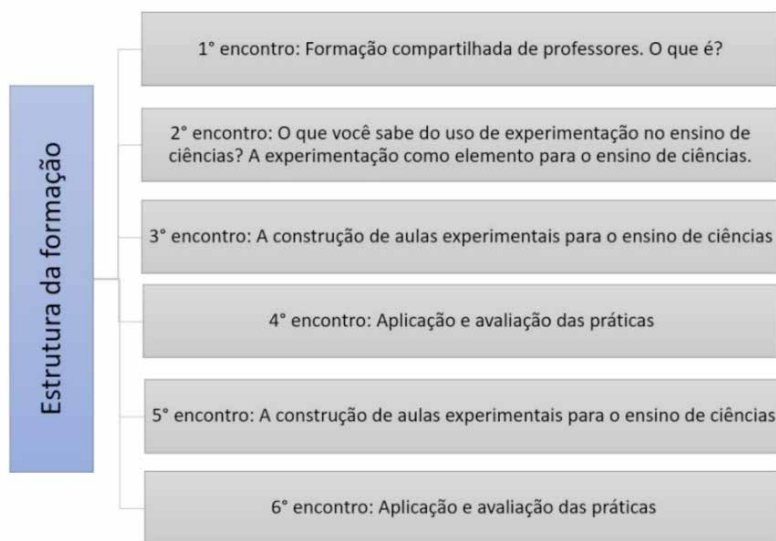 Estrutura da formação
1° encontro: Formação compartilhada de professores. O que é?
2° encontro: O que você sabe do uso de experimentação no ensino de
ciências? A experimentação como elemento para o ensino de ciências.
3° encontro: A construção de aulas experimentais para o ensino de ciências
4° encontro: Aplicação e avaliação das práticas
5° encontro: A construção de aulas experimentais para o ensino de ciências
6° encontro: Aplicação e avaliação das práticas